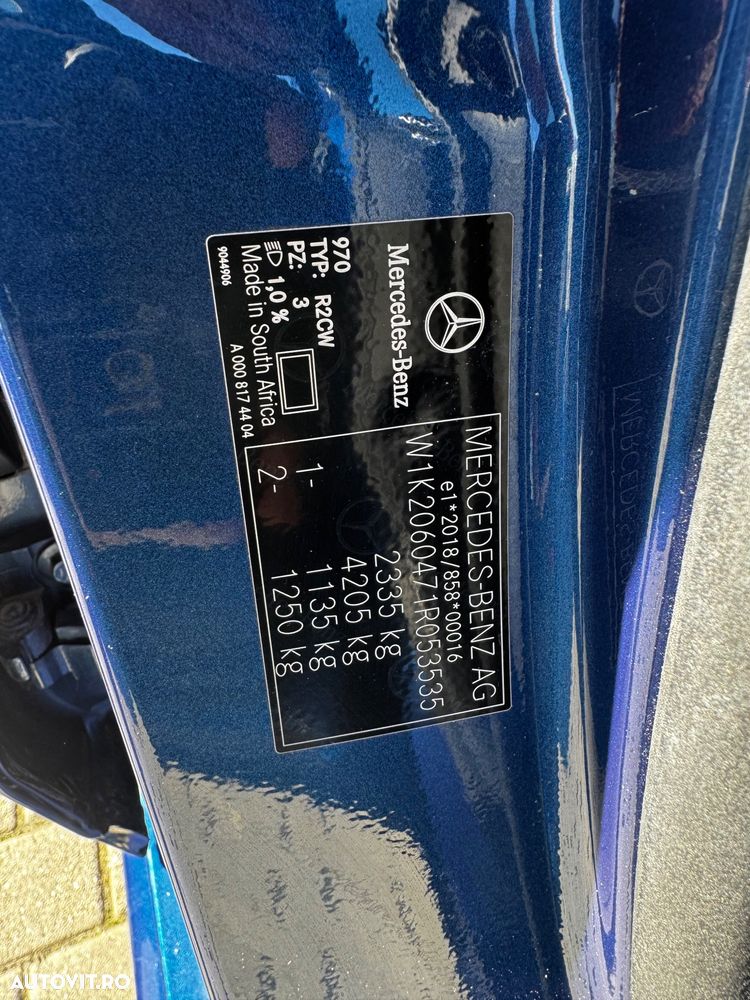 Mercedes-Benz
MERCEDES-BENZ AG
e1*2018/858*00016
W1K2060471R053535
2335 kg
4205 kg
1- 1135 kg
2- 1250 kg
970
TYP: R2CW
PZ: 3
1,0 %
Made in South Africa
9044906
A 000 817 44 04
AUTOVIT.RO